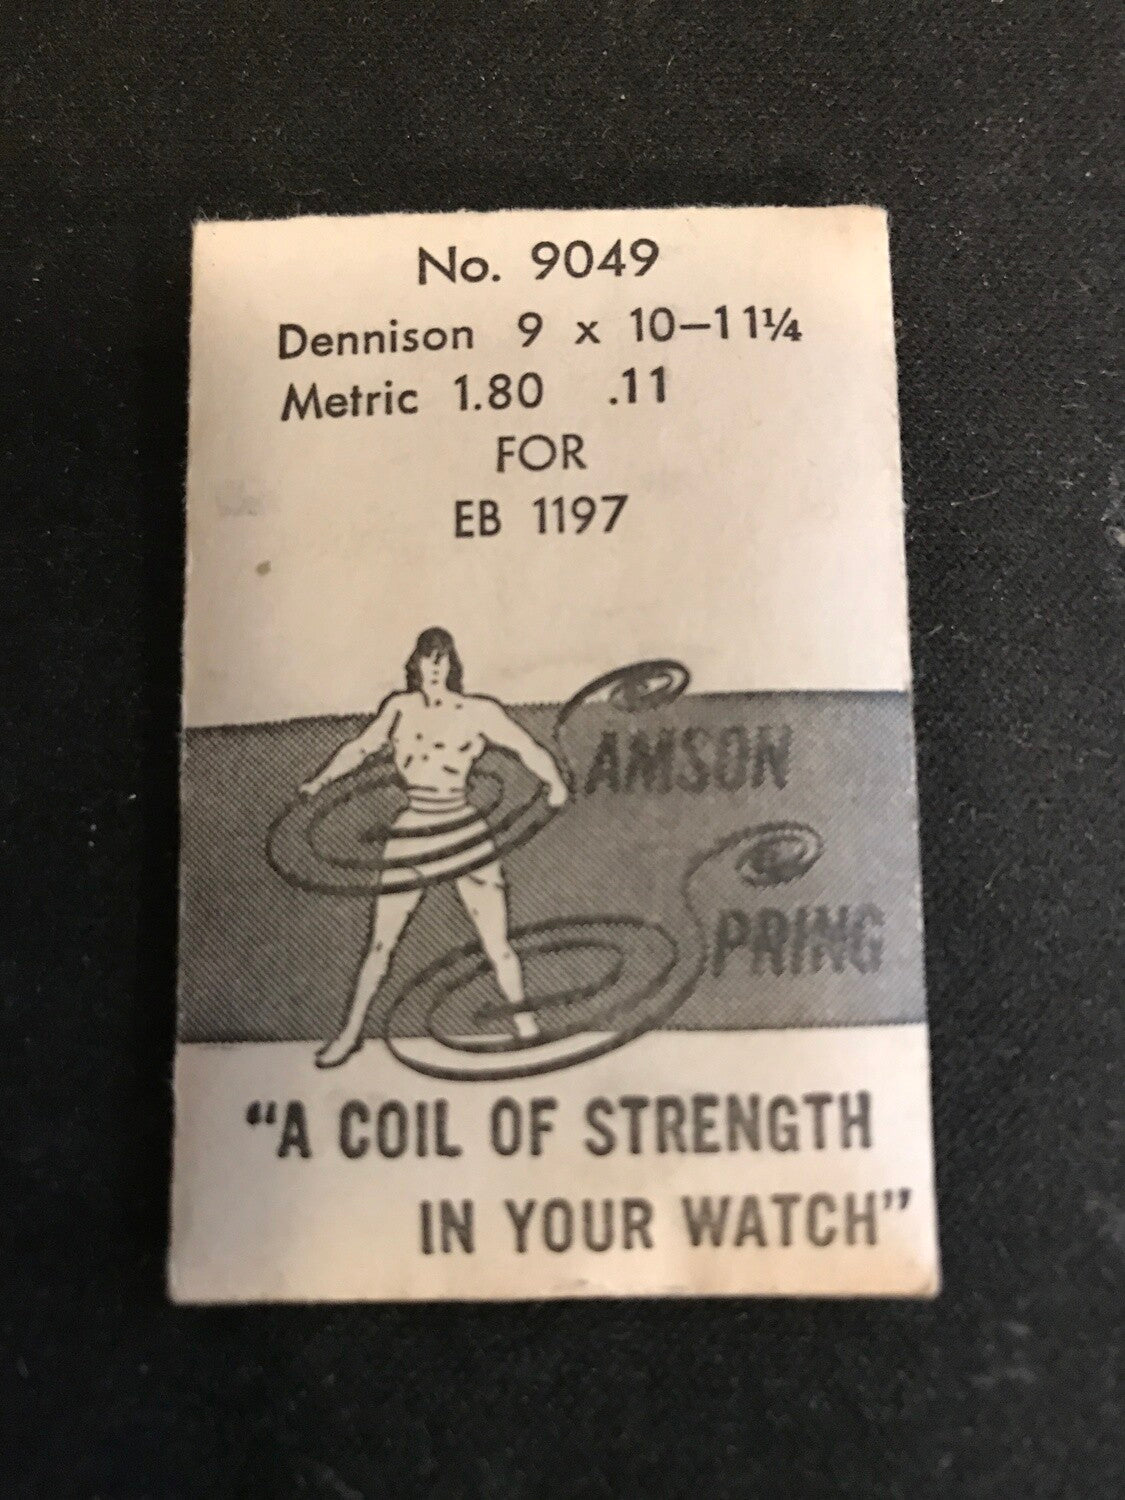 No. 9049
Dennison 9 x 10–11¼
Metric 1.80 .11
FOR
EB 1197
SAMSON
SPRING
“A COIL OF STRENGTH
IN YOUR WATCH”